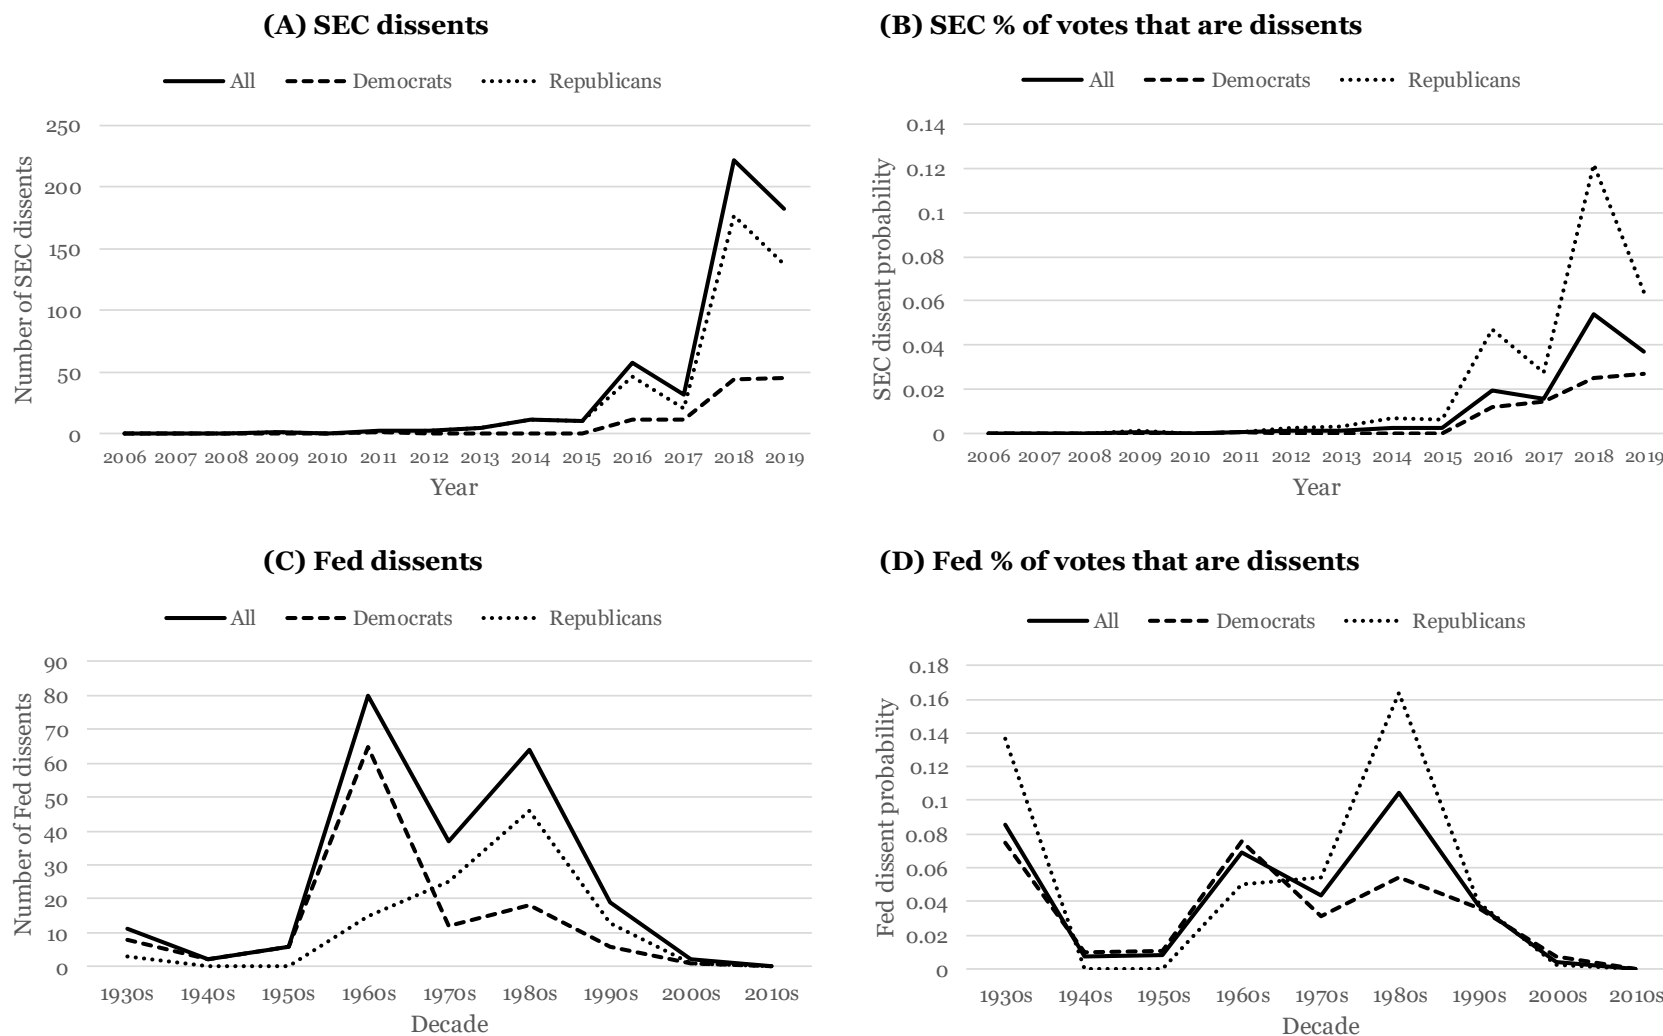 (A) SEC dissents
All Democrats Republicans
Number of SEC dissents
250
200
150
100
50
0
2006 2007 2008 2009 2010 2011 2012 2013 2014 2015 2016 2017 2018 2019
Year
(B) SEC % of votes that are dissents
All Democrats Republicans
SEC dissent probability
0.14
0.12
0.1
0.08
0.06
0.04
0.02
0
2006 2007 2008 2009 2010 2011 2012 2013 2014 2015 2016 2017 2018 2019
Year
(C) Fed dissents
All Democrats Republicans
Number of Fed dissents
90
80
70
60
50
40
30
20
10
0
1930s 1940s 1950s 1960s 1970s 1980s 1990s 2000s 2010s
Decade
(D) Fed % of votes that are dissents
All Democrats Republicans
Fed dissent probability
0.18
0.16
0.14
0.12
0.1
0.08
0.06
0.04
0.02
0
1930s 1940s 1950s 1960s 1970s 1980s 1990s 2000s 2010s
Decade